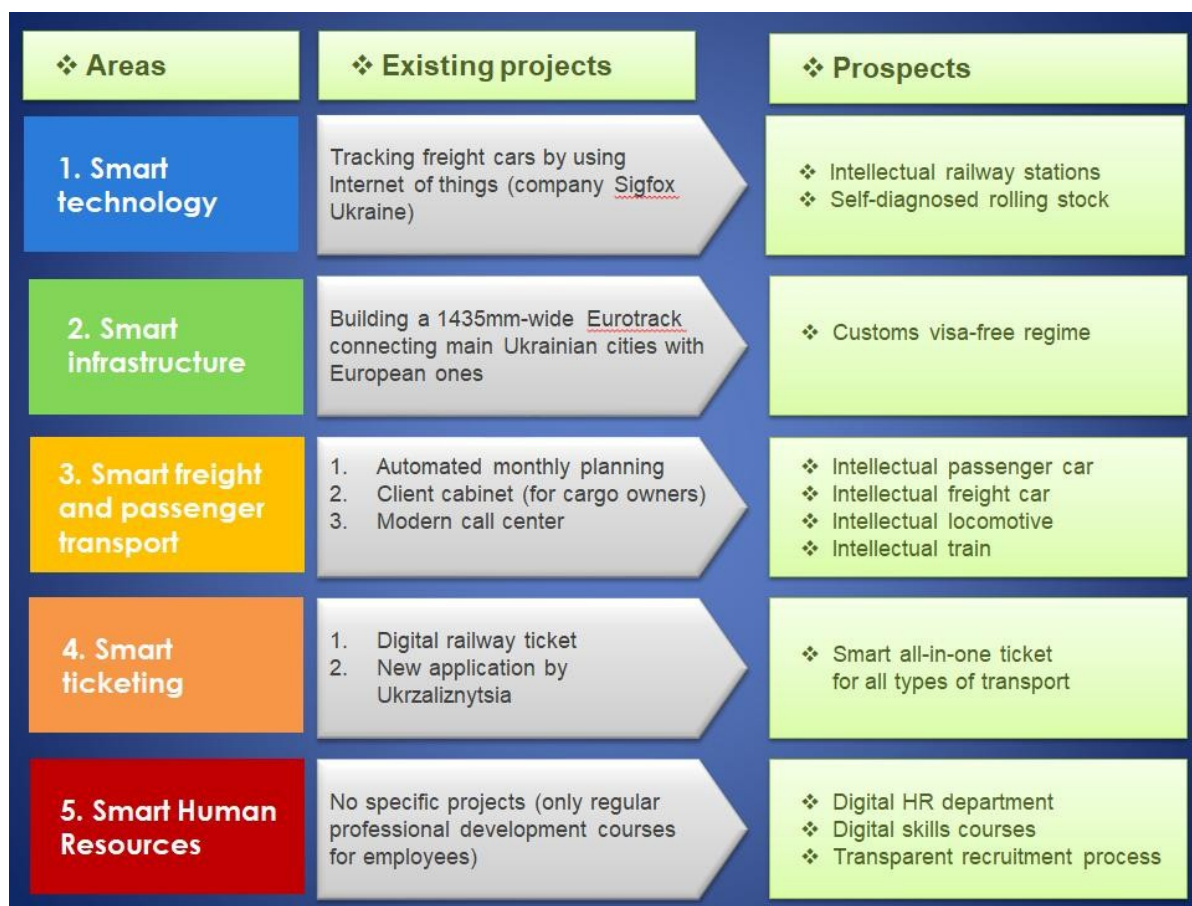 ❖ Areas
❖ Existing projects
❖ Prospects
1. Smart
technology
Tracking freight cars by using
Internet of things (company Sigfox
Ukraine)
❖ Intellectual railway stations
❖ Self-diagnosed rolling stock
2. Smart
infrastructure
Building a 1435mm-wide Eurotrack
connecting main Ukrainian cities with
European ones
❖ Customs visa-free regime
3. Smart freight
and passenger
transport
1. Automated monthly planning
2. Client cabinet (for cargo owners)
3. Modern call center
❖ Intellectual passenger car
❖ Intellectual freight car
❖ Intellectual locomotive
❖ Intellectual train
4. Smart
ticketing
1. Digital railway ticket
2. New application by
Ukrzaliznytsia
❖ Smart all-in-one ticket
for all types of transport
5. Smart Human
Resources
No specific projects (only regular
professional development courses
for employees)
❖ Digital HR department
❖ Digital skills courses
❖ Transparent recruitment process